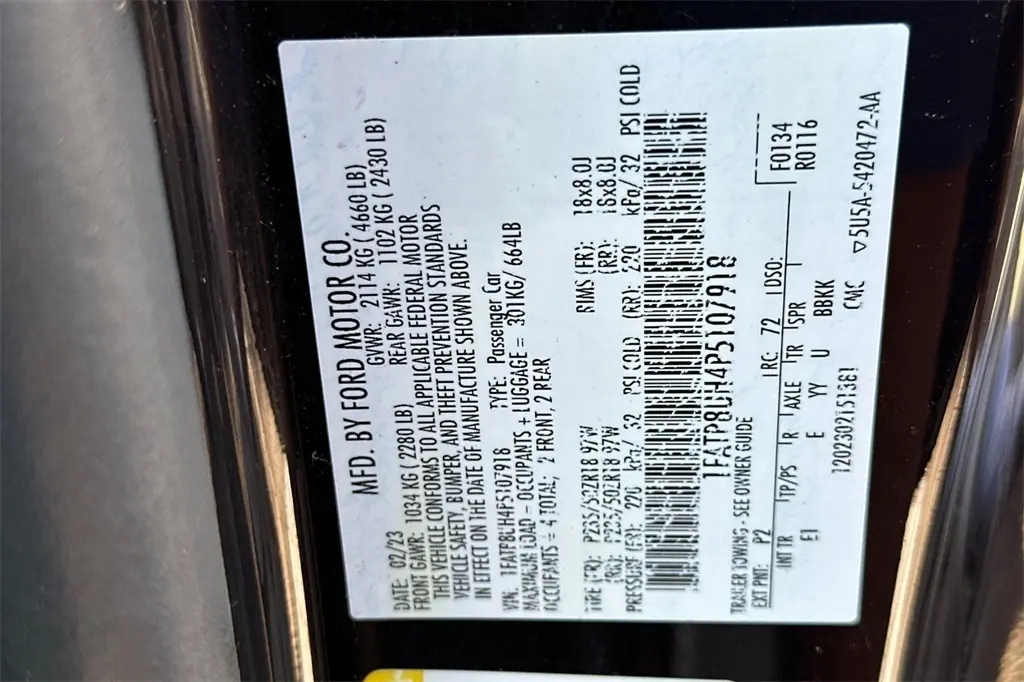 MFD. BY FORD MOTOR CO.
DATE: 02/23 GVWR: 2114 KG ( 4660 LB)
FRONT GAWR: 1034 KG ( 2280 LB) REAR GAWR: 1102 KG ( 2430 LB)
THIS VEHICLE CONFORMS TO ALL APPLICABLE FEDERAL MOTOR
VEHICLE SAFETY, BUMPER, AND THEFT PREVENTION STANDARDS
IN EFFECT ON THE DATE OF MANUFACTURE SHOWN ABOVE.
VIN: 1FATP8UH4P5107918 TYPE: Passenger Car
MAXIMUM LOAD - OCCUPANTS + LUGGAGE = 301KG/ 664LB
OCCUPANTS = 4 TOTAL; 2 FRONT, 2 REAR
TIRE (FR): P235/50ZR18 97W RIMS (FR): 18x8.0J
(RR): P235/50ZR18 97W (RR): 18x8.0J
PRESSURE (FR): 220 kPa/ 32 PSI COLD (RR): 220 kPa/ 32 PSI COLD
1FATP8UH4P5107918
TRAILER TOWING - SEE OWNER GUIDE
F0134
R0116
EXT PNT: P2 RC: 72 DSO:
INT TR TP/PS R AXLE TR SPR
EI E YY U BBKK
1202302151361 CMC ▽5U5A-5420472-AA